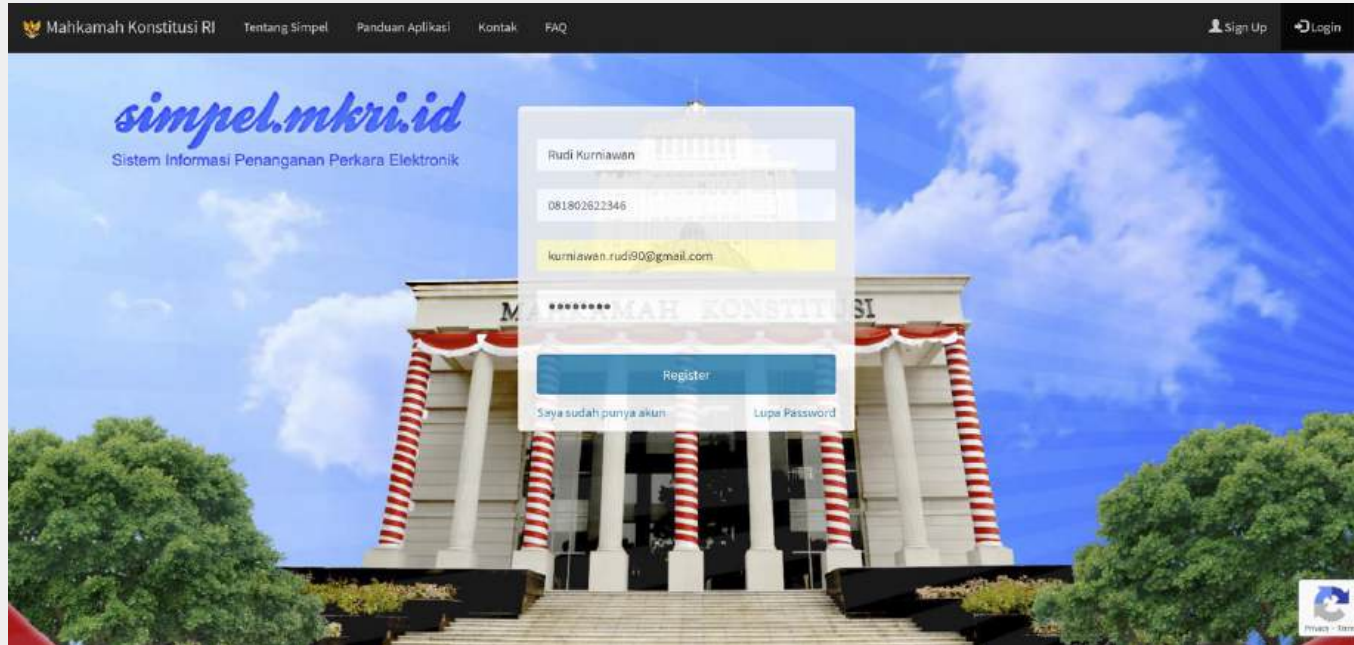 Mahkamah Konstitusi RI Tentang Simpel Panduan Aplikasi Kontak FAQ Sign Up Login
simpel.mkri.id
Sistem Informasi Penanganan Perkara Elektronik
Rudi Kurniawan
081802622346
kurniawan.rudi90@gmail.com
••••••••
MAHKAMAH KONSTITUSI
Register
Saya sudah punya akun Lupa Password
Privacy